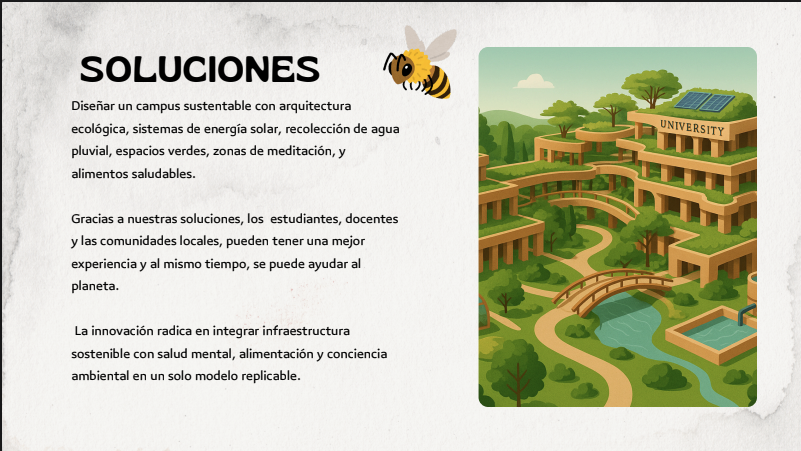 SOLUCIONES
Diseñar un campus sustentable con arquitectura
ecológica, sistemas de energía solar, recolección de agua
pluvial, espacios verdes, zonas de meditación, y
alimentos saludables.
Gracias a nuestras soluciones, los  estudiantes, docentes
y las comunidades locales, pueden tener una mejor
experiencia y al mismo tiempo, se puede ayudar al
planeta.
La innovación radica en integrar infraestructura
sostenible con salud mental, alimentación y conciencia
ambiental en un solo modelo replicable.
UNIVERSITY